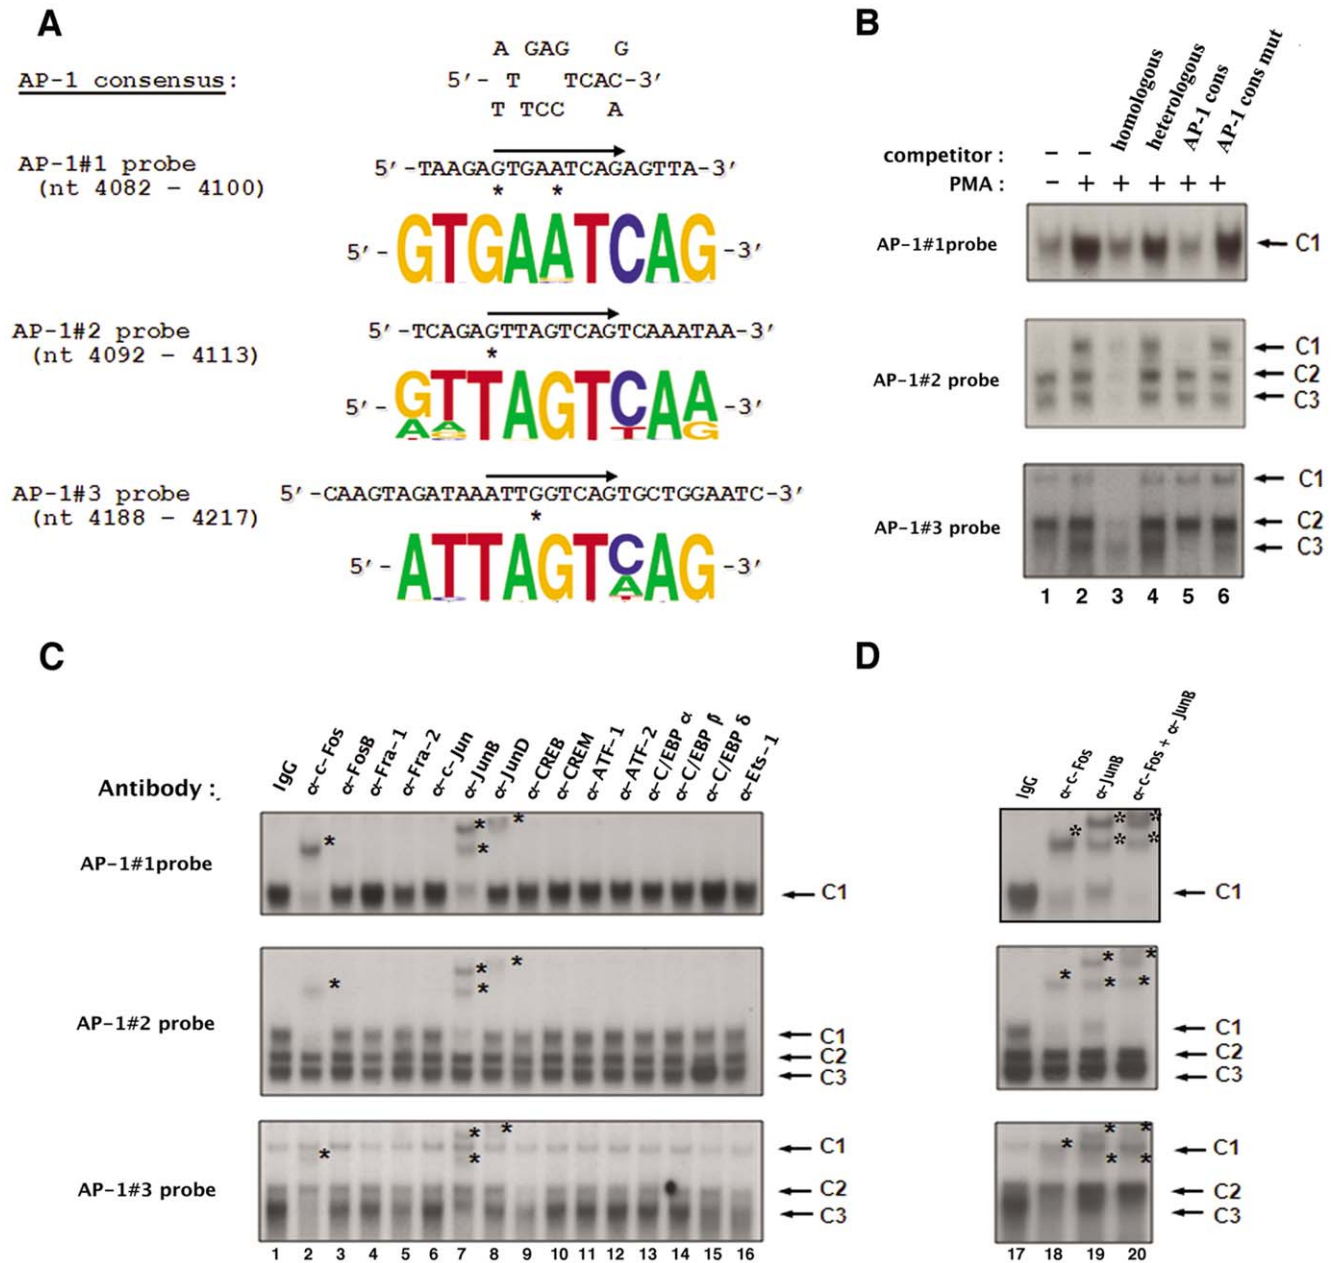 A
AP-1 consensus:
A GAG G
5′- T TCAC-3′
T TCC A
AP-1#1 probe
(nt 4082 – 4100)
5′-TAAGAGTGAATCAGAGTTA-3′
* *
5′- GTGAATCAG -3′
AP-1#2 probe
(nt 4092 – 4113)
5′-TCAGAGTTAGTCAGTCAAATAA-3′
*
5′- GTTAGTCAA -3′
AA T G
AP-1#3 probe
(nt 4188 – 4217)
5′-CAAGTAGATAAATTGGTCAGTGCTGGAATC-3′
*
5′- ATTAGTCAG -3′
A
B
homologous
heterologous
AP-1 cons
AP-1 cons mut
competitor : – –
PMA : – + + + + +
AP-1#1probe
C1
AP-1#2 probe
C1
C2
C3
AP-1#3 probe
C1
C2
C3
1 2 3 4 5 6
C
Antibody :
IgG
α-c-Fos
α-FosB
α-Fra-1
α-Fra-2
α-c-Jun
α-JunB
α-JunD
α-CREB
α-CREM
α-ATF-1
α-ATF-2
α-C/EBP α
α-C/EBP β
α-C/EBP δ
α-Ets-1
AP-1#1probe
* * * *
C1
AP-1#2 probe
* * * *
C1
C2
C3
AP-1#3 probe
* * * *
C1
C2
C3
1 2 3 4 5 6 7 8 9 10 11 12 13 14 15 16
D
IgG
α-c-Fos
α-JunB
α-c-Fos + α-JunB
* * * * *
C1
* * * * *
C1
C2
C3
* * * * *
C1
C2
C3
17 18 19 20